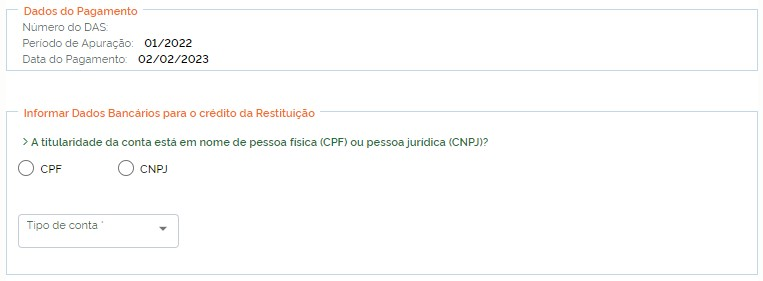 Dados do Pagamento
Número do DAS:
Período de Apuração: 01/2022
Data do Pagamento: 02/02/2023
Informar Dados Bancários para o crédito da Restituição
> A titularidade da conta está em nome de pessoa física (CPF) ou pessoa jurídica (CNPJ)?
CPF CNPJ
Tipo de conta *